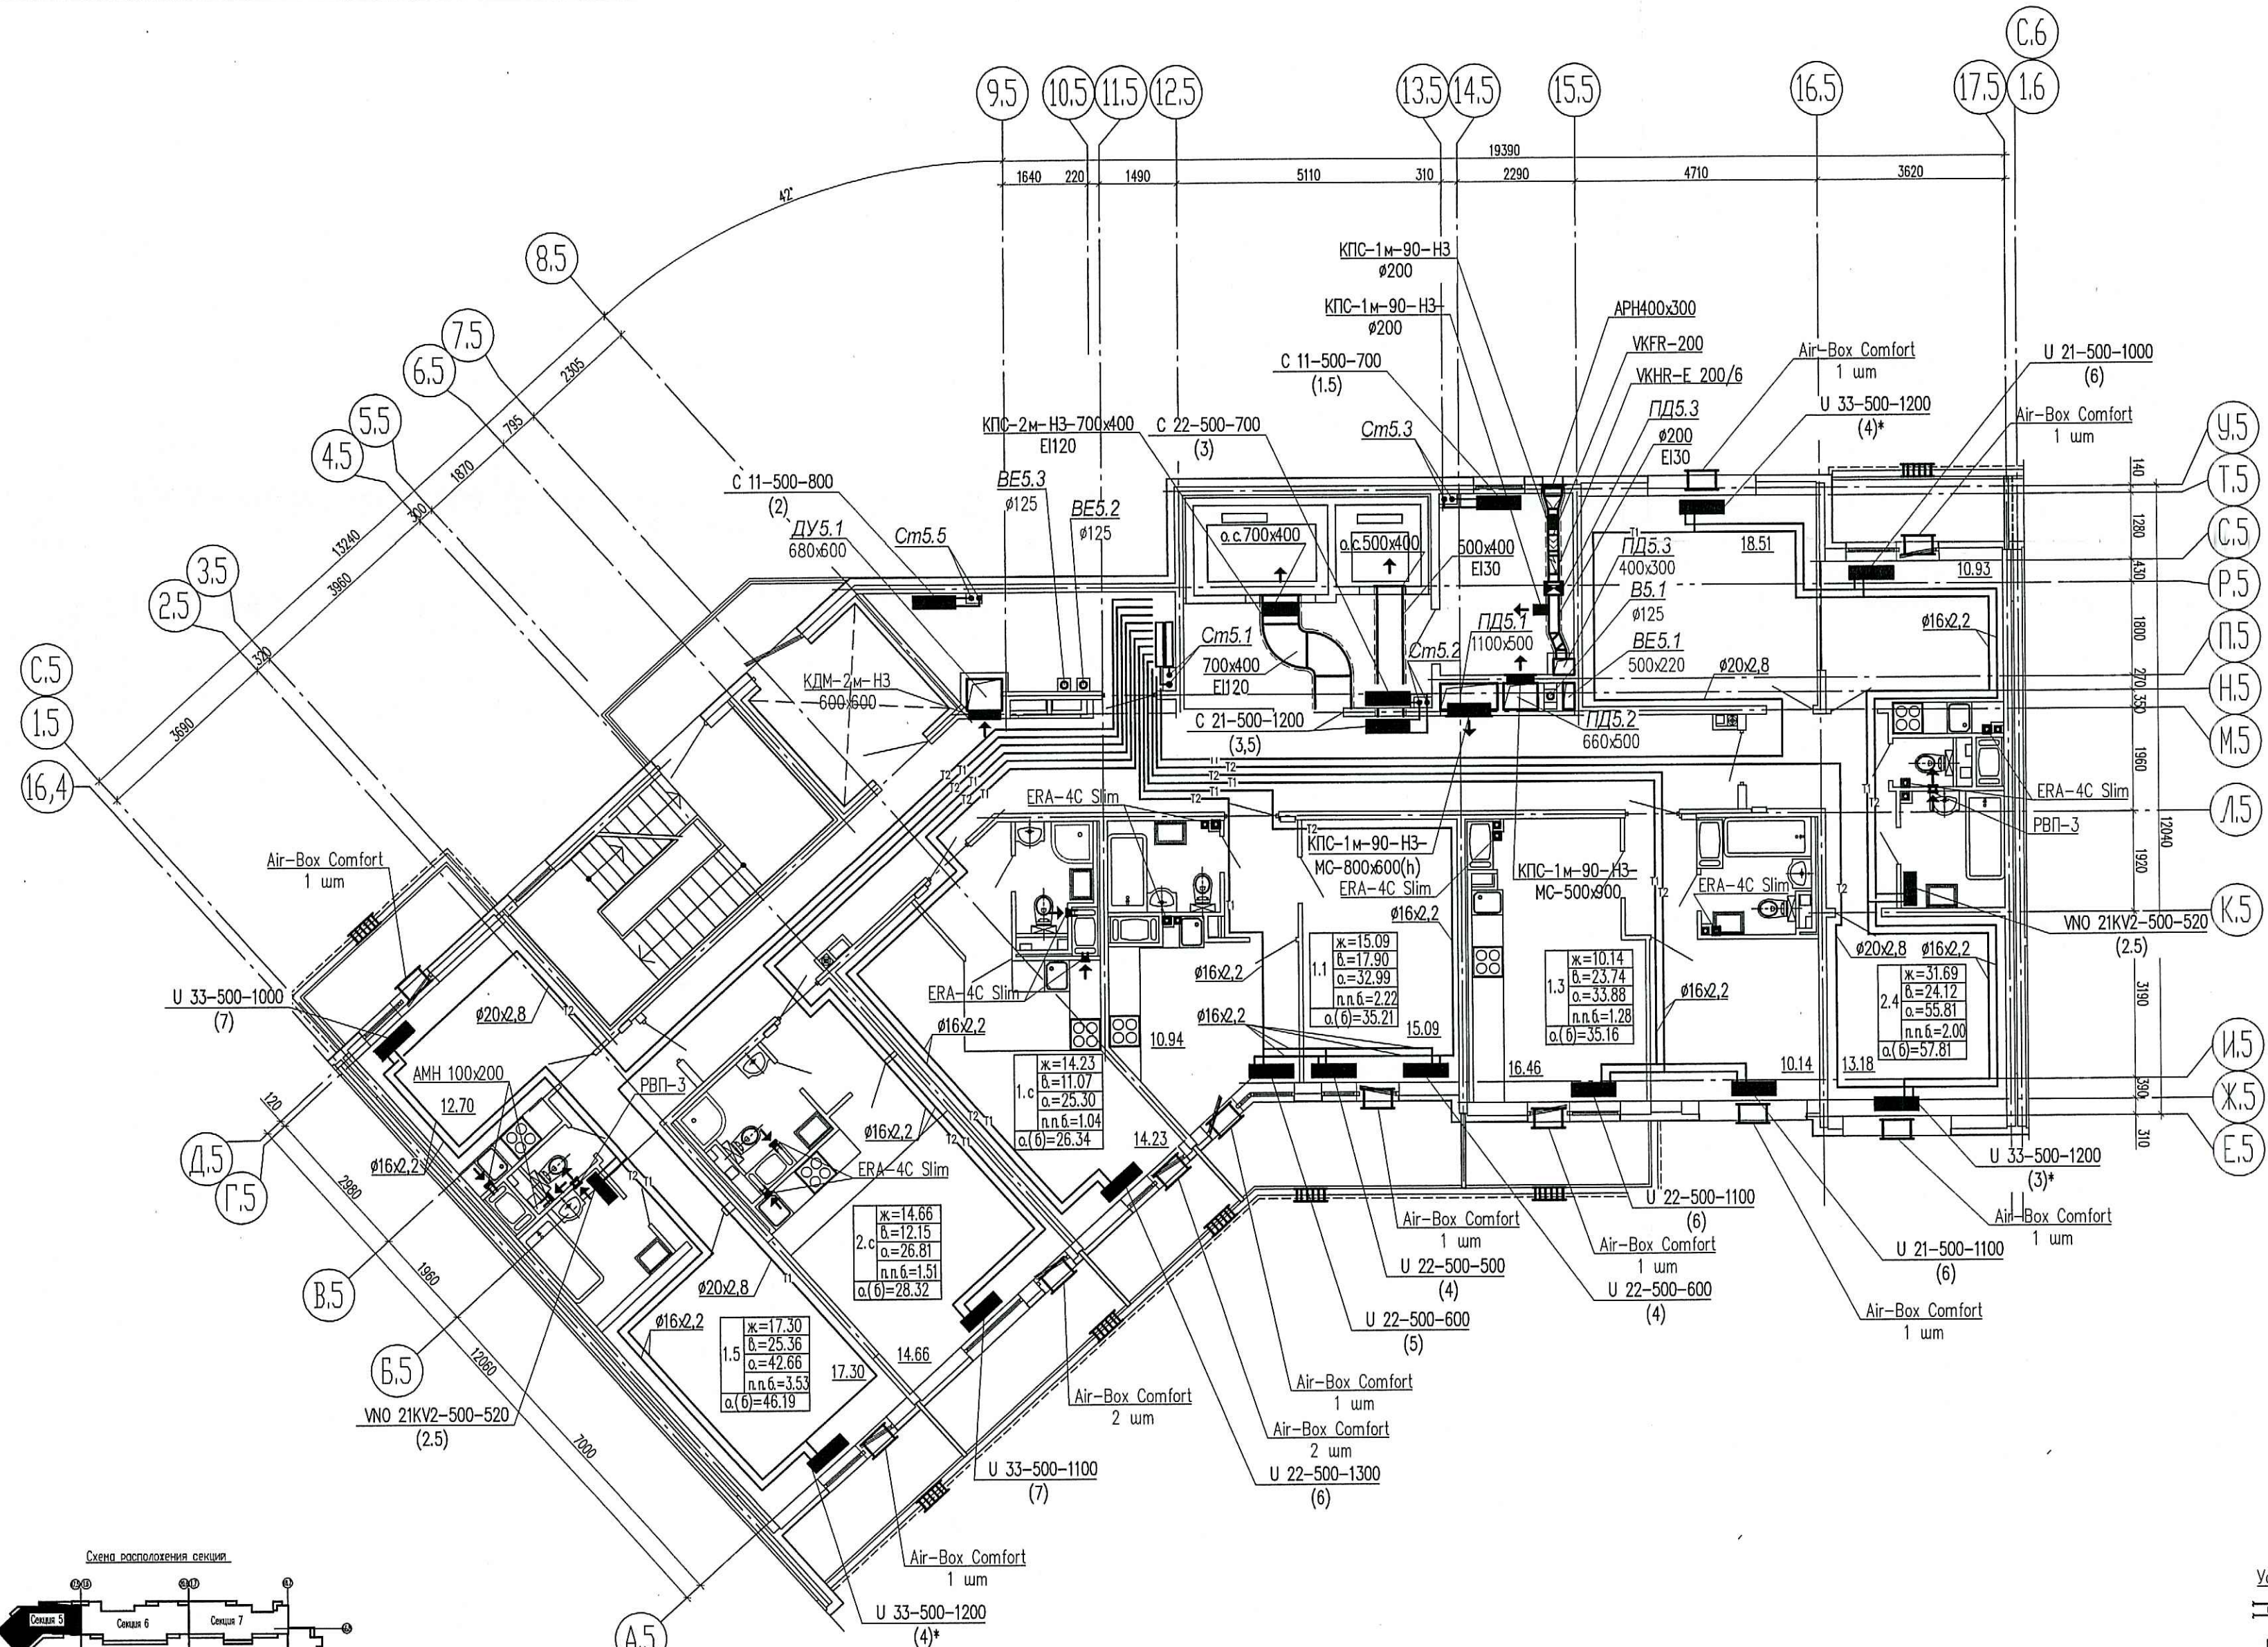 С.6
9.5 10.5 11.5 12.5 13.5 14.5 15.5 16.5 17.5 1.6
19390
1640 220 1490 5110 310 2290 4710 3620
42°
8.5
7.5
6.5
5.5
4.5
3.5
2.5
С.5
1.5
16,4
2305
795
1870
300
13240
3960
320
3690
КПС-1м-90-НЗ
ø200
КПС-1м-90-НЗ
ø200
С 11-500-700
(1.5)
КПС-2м-НЗ-700х400
EI120
С 22-500-700
(3)
Ст5.3
АРН400х300
VKFR-200
VKHR-E 200/6
ПД5.3
ø200
EI30
Air-Box Comfort
1 шт
U 33-500-1200
(4)*
U 21-500-1000
(6)
Air-Box Comfort
1 шт
У.5
Т.5
С.5
Р.5
П.5
Н.5
М.5
Л.5
К.5
И.5
Ж.5
Е.5
140
1280
430
1800
270
350
1960
12040
1920
3190
390
310
С 11-500-800
(2)
ДУ5.1
680х600
ВЕ5.3
ø125
ВЕ5.2
ø125
Ст5.5
о.с.700х400
о.с.500х400
500х400
EI30
ПД5.3
400х300
В5.1
ø125
ВЕ5.1
500х220
18.51
10.93
ø16х2,2
ø20х2,8
Ст5.1
700х400
EI120
Ст5.2
ПД5.1
1100х500
КДМ-2м-НЗ
600х600
С 21-500-1200
(3,5)
ПД5.2
660х500
T1
T2
T2
T1
ERA-4C Slim
КПС-1м-90-НЗ-
МС-800х600(h)
ERA-4C Slim
ø16х2,2
КПС-1м-90-НЗ-
МС-500х900
ERA-4C Slim
ERA-4C Slim
РВП-3
VNO 21KV2-500-520
(2.5)
ø20х2,8 ø16х2,2
Air-Box Comfort
1 шт
U 33-500-1000
(7)
ø20х2,8
АМН 100х200
12.70
РВП-3
ø16х2,2
ERA-4C Slim
ø16х2,2
ø16х2,2
10.94
ø16х2,2
ø16х2,2
1.1
ж=15.09
в.=17.90
о.=32.99
п.п.б.=2.22
о.(б)=35.21
15.09
1.3
ж=10.14
в.=23.74
о.=33.88
п.п.б.=1.28
о.(б)=35.16
16.46
ø16х2,2
10.14
13.18
2.4
ж=31.69
в.=24.12
о.=55.81
п.п.б.=2.00
о.(б)=57.81
1.с
ж=14.23
в.=11.07
о.=25.30
п.п.б.=1.04
о.(б)=26.34
14.23
ø16х2,2
ERA-4C Slim
2.с
ж=14.66
в.=12.15
о.=26.81
п.п.б.=1.51
о.(б)=28.32
14.66
ø20х2,8
ø16х2,2
1.5
ж=17.30
в.=25.36
о.=42.66
п.п.б.=3.53
о.(б)=46.19
17.30
120
Д.5
Г.5
В.5
Б.5
А.5
2980
1960
12060
7000
VNO 21KV2-500-520
(2.5)
U 33-500-1200
(3)*
Air-Box Comfort
1 шт
U 22-500-1100
(6)
Air-Box Comfort
1 шт
U 21-500-1100
(6)
Air-Box Comfort
1 шт
Air-Box Comfort
1 шт
U 22-500-500
(4)
U 22-500-600
(4)
U 22-500-600
(5)
Air-Box Comfort
1 шт
Air-Box Comfort
2 шт
Air-Box Comfort
2 шт
U 22-500-1300
(6)
U 33-500-1100
(7)
Air-Box Comfort
1 шт
U 33-500-1200
(4)*
Схема расположения секций
Секция 5
Секция 6
Секция 7